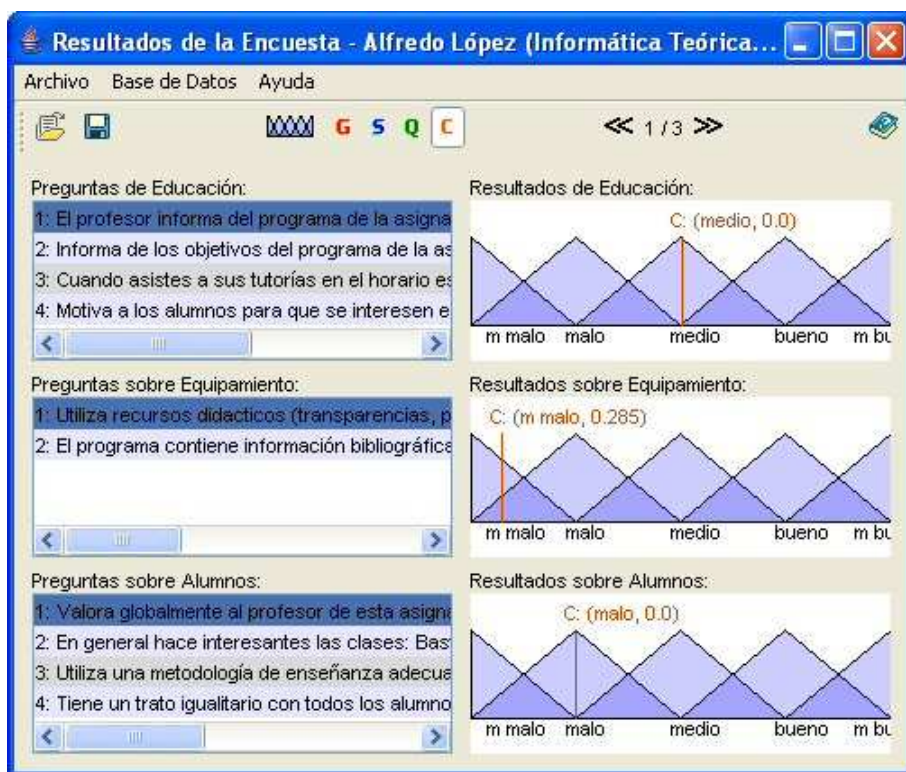 Resultados de la Encuesta - Alfredo López (Informática Teórica...
Archivo Base de Datos Ayuda
G S Q C << 1 / 3 >>
Preguntas de Educación:
1: El profesor informa del programa de la asigna
2: Informa de los objetivos del programa de la as
3: Cuando asistes a sus tutorías en el horario es
4: Motiva a los alumnos para que se interesen e
Resultados de Educación:
C: (medio, 0.0)
m malo malo medio bueno m bu
Preguntas sobre Equipamiento:
1: Utiliza recursos didacticos (transparencias, p
2: El programa contiene información bibliográfica
Resultados sobre Equipamiento:
C: (m malo, 0.285)
m malo malo medio bueno m bu
Preguntas sobre Alumnos:
1: Valora globalmente al profesor de esta asigna
2: En general hace interesantes las clases: Bas
3: Utiliza una metodología de enseñanza adecua
4: Tiene un trato igualitario con todos los alumno
Resultados sobre Alumnos:
C: (malo, 0.0)
m malo malo medio bueno m bu